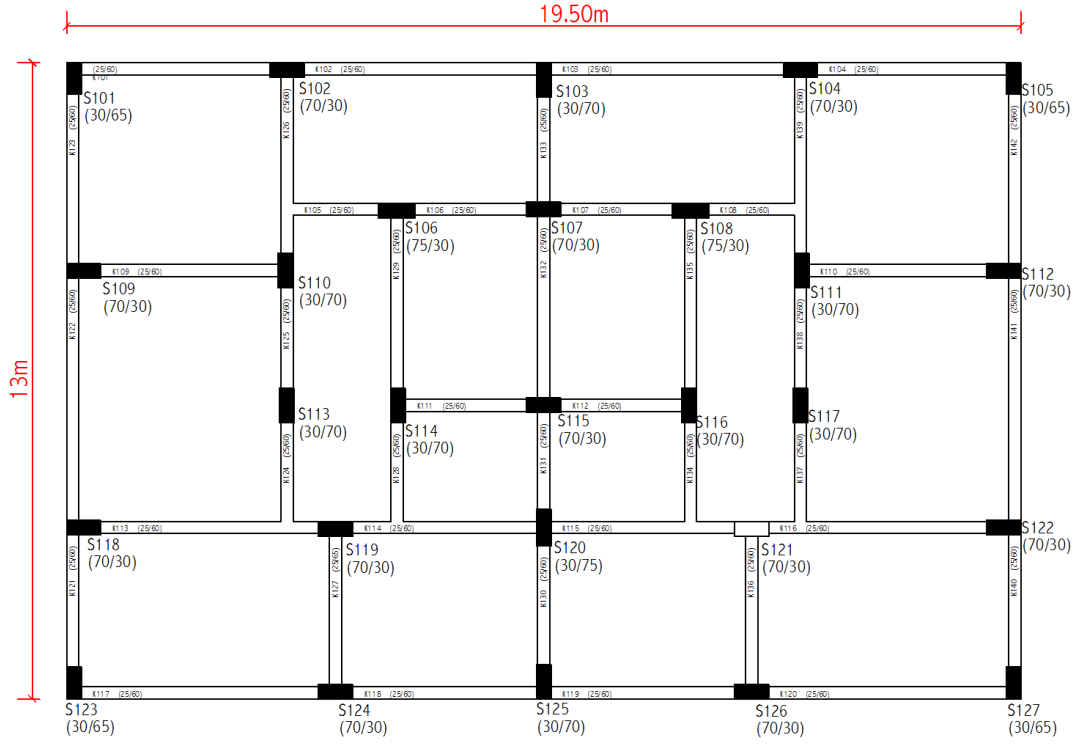 19.50m
(25/60)
K101
K102 (25/60)
K103 (25/60)
K104 (25/60)
S101
(30/65)
S102
(70/30)
S103
(30/70)
S104
(70/30)
S105
(30/65)
K123 (25/60)
K126 (25/60)
K133 (25/60)
K139 (25/60)
K142 (25/60)
K105 (25/60)
K106 (25/60)
K107 (25/60)
K108 (25/60)
S106
(75/30)
S107
(70/30)
S108
(75/30)
K129 (25/60)
K132 (25/60)
K135 (25/60)
K109 (25/60)
K110 (25/60)
S109
(70/30)
S110
(30/70)
S111
(30/70)
S112
(70/30)
13m
K122 (25/60)
K125 (25/60)
K138 (25/60)
K141 (25/60)
K111 (25/60)
K112 (25/60)
S113
(30/70)
S114
(30/70)
S115
(70/30)
S116
(30/70)
S117
(30/70)
K124 (25/60)
K128 (25/60)
K131 (25/60)
K134 (25/60)
K137 (25/60)
K113 (25/60)
K114 (25/60)
K115 (25/60)
K116 (25/60)
S118
(70/30)
S119
(70/30)
S120
(30/75)
S121
(70/30)
S122
(70/30)
K121 (25/60)
K127 (25/65)
K130 (25/60)
K136 (25/60)
K140 (25/60)
K117 (25/60)
K118 (25/60)
K119 (25/60)
K120 (25/60)
S123
(30/65)
S124
(70/30)
S125
(30/70)
S126
(70/30)
S127
(30/65)